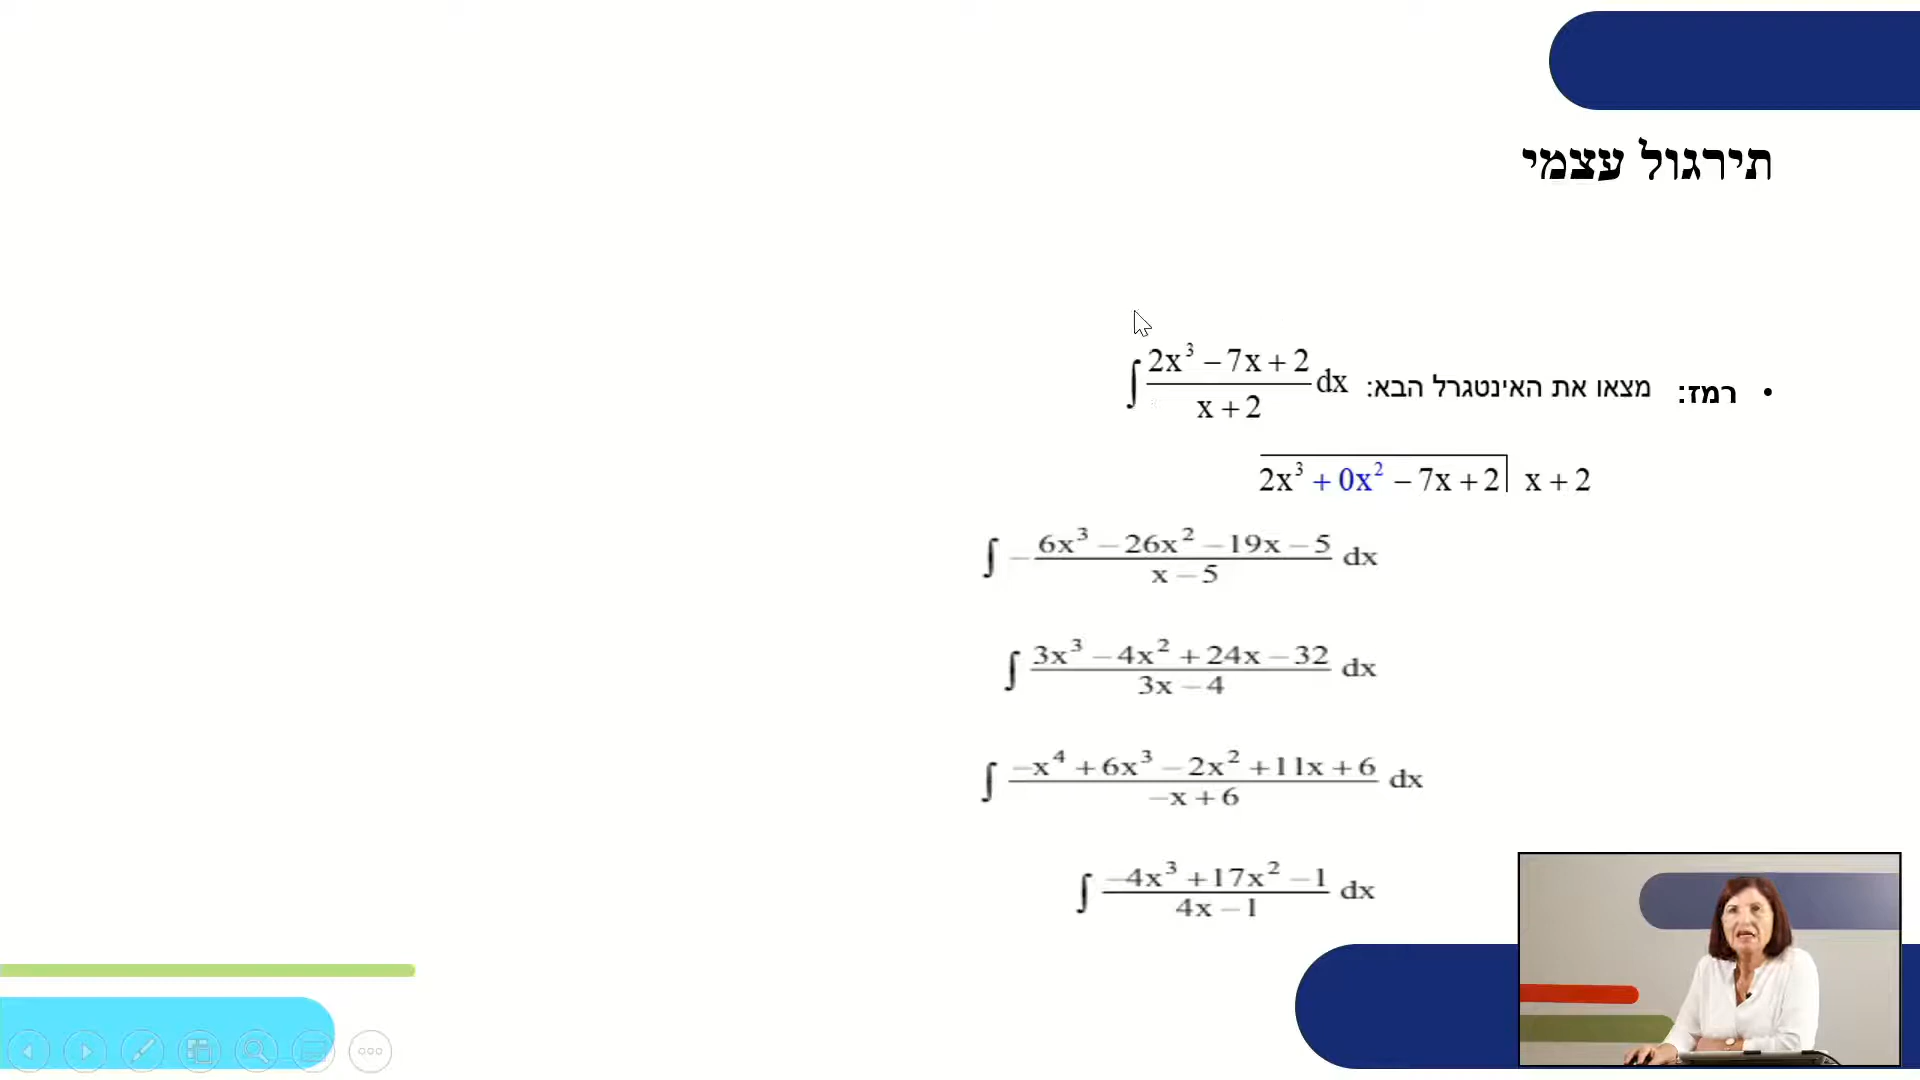 תירגול עצמי
• רמז: מצאו את האינטגרל הבא: ∫ (2x³ − 7x + 2)/(x + 2) dx
2x³ + 0x² − 7x + 2 | x + 2
∫ − (6x³ − 26x² − 19x − 5)/(x − 5) dx
∫ (3x³ − 4x² + 24x − 32)/(3x − 4) dx
∫ (−x⁴ + 6x³ − 2x² + 11x + 6)/(−x + 6) dx
∫ (−4x³ + 17x² − 1)/(4x − 1) dx